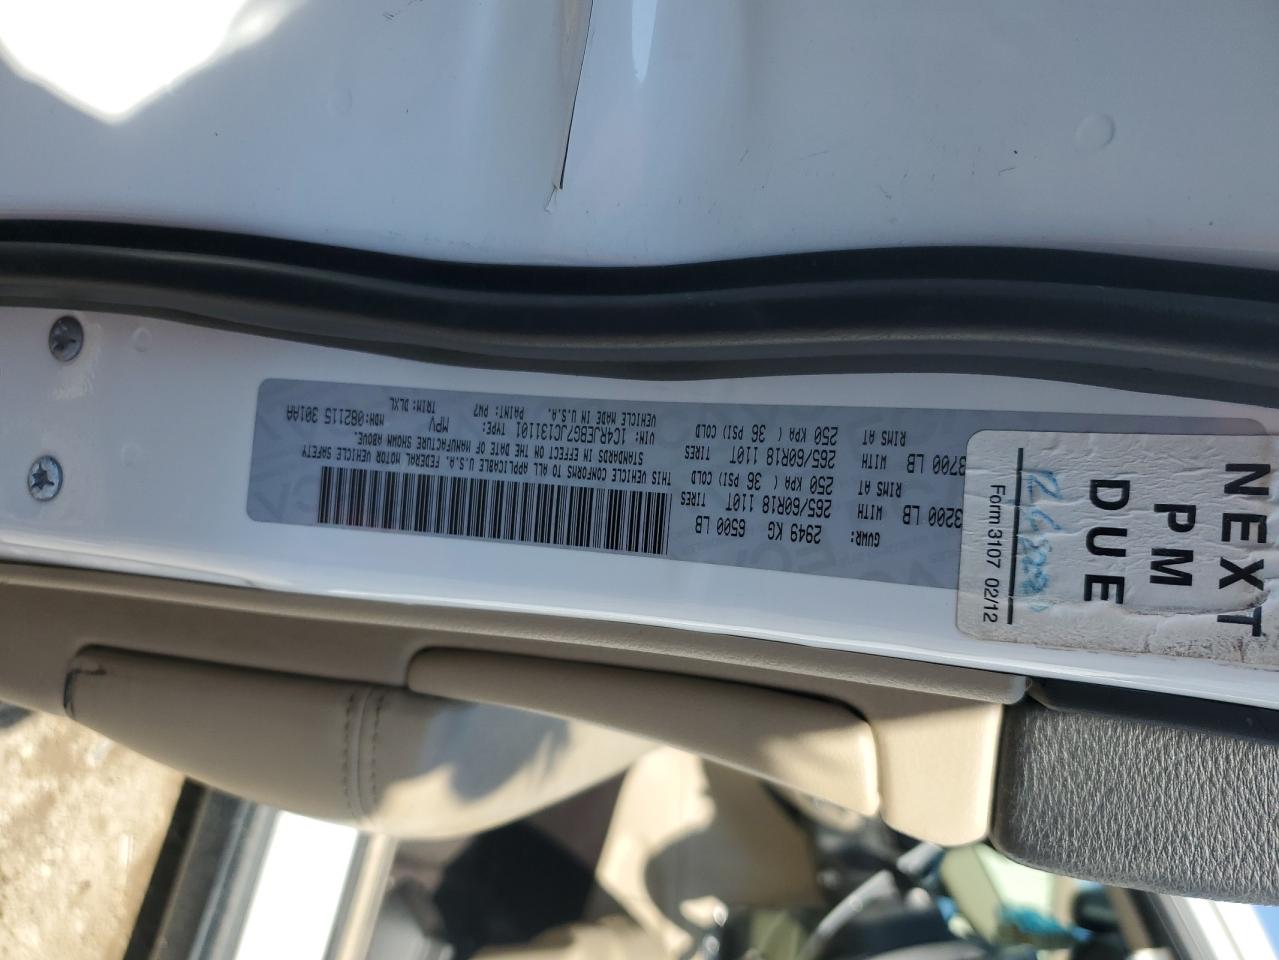 GVWR:
2949 KG
6500 LB
3200 LB
WITH
265/60R18 110T TIRES
RIMS AT
250 KPA ( 36 PSI) COLD
3700 LB
WITH
265/60R18 110T TIRES
RIMS AT
250 KPA ( 36 PSI) COLD
THIS VEHICLE CONFORMS TO ALL APPLICABLE U.S.A. FEDERAL MOTOR VEHICLE SAFETY
STANDARDS IN EFFECT ON THE DATE OF MANUFACTURE SHOWN ABOVE.
VIN: 1C4RJEBG7JC131101 TYPE: MPV
MDH:082115 301AA
VEHICLE MADE IN U.S.A.
PAINT: PW7
TRIM: DLXL
NEXT
PM
DUE
Form 3107 02/12